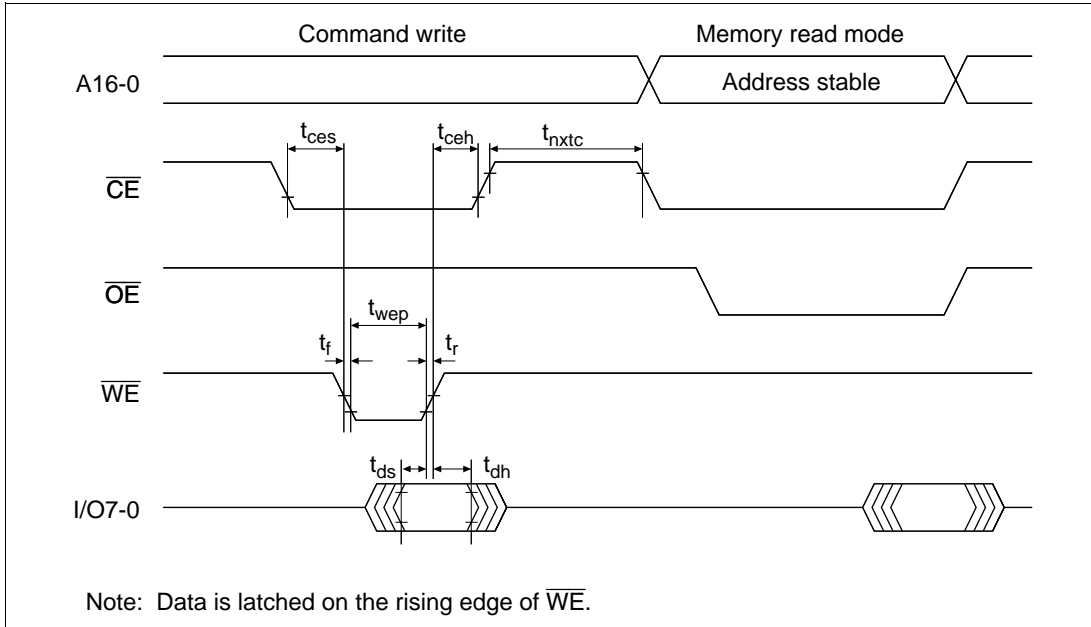 Command write Memory read mode
A16-0 Address stable
tces tceh tnxtc
CE
OE
twep
tf tr
WE
tds tdh
I/O7-0
Note: Data is latched on the rising edge of WE.